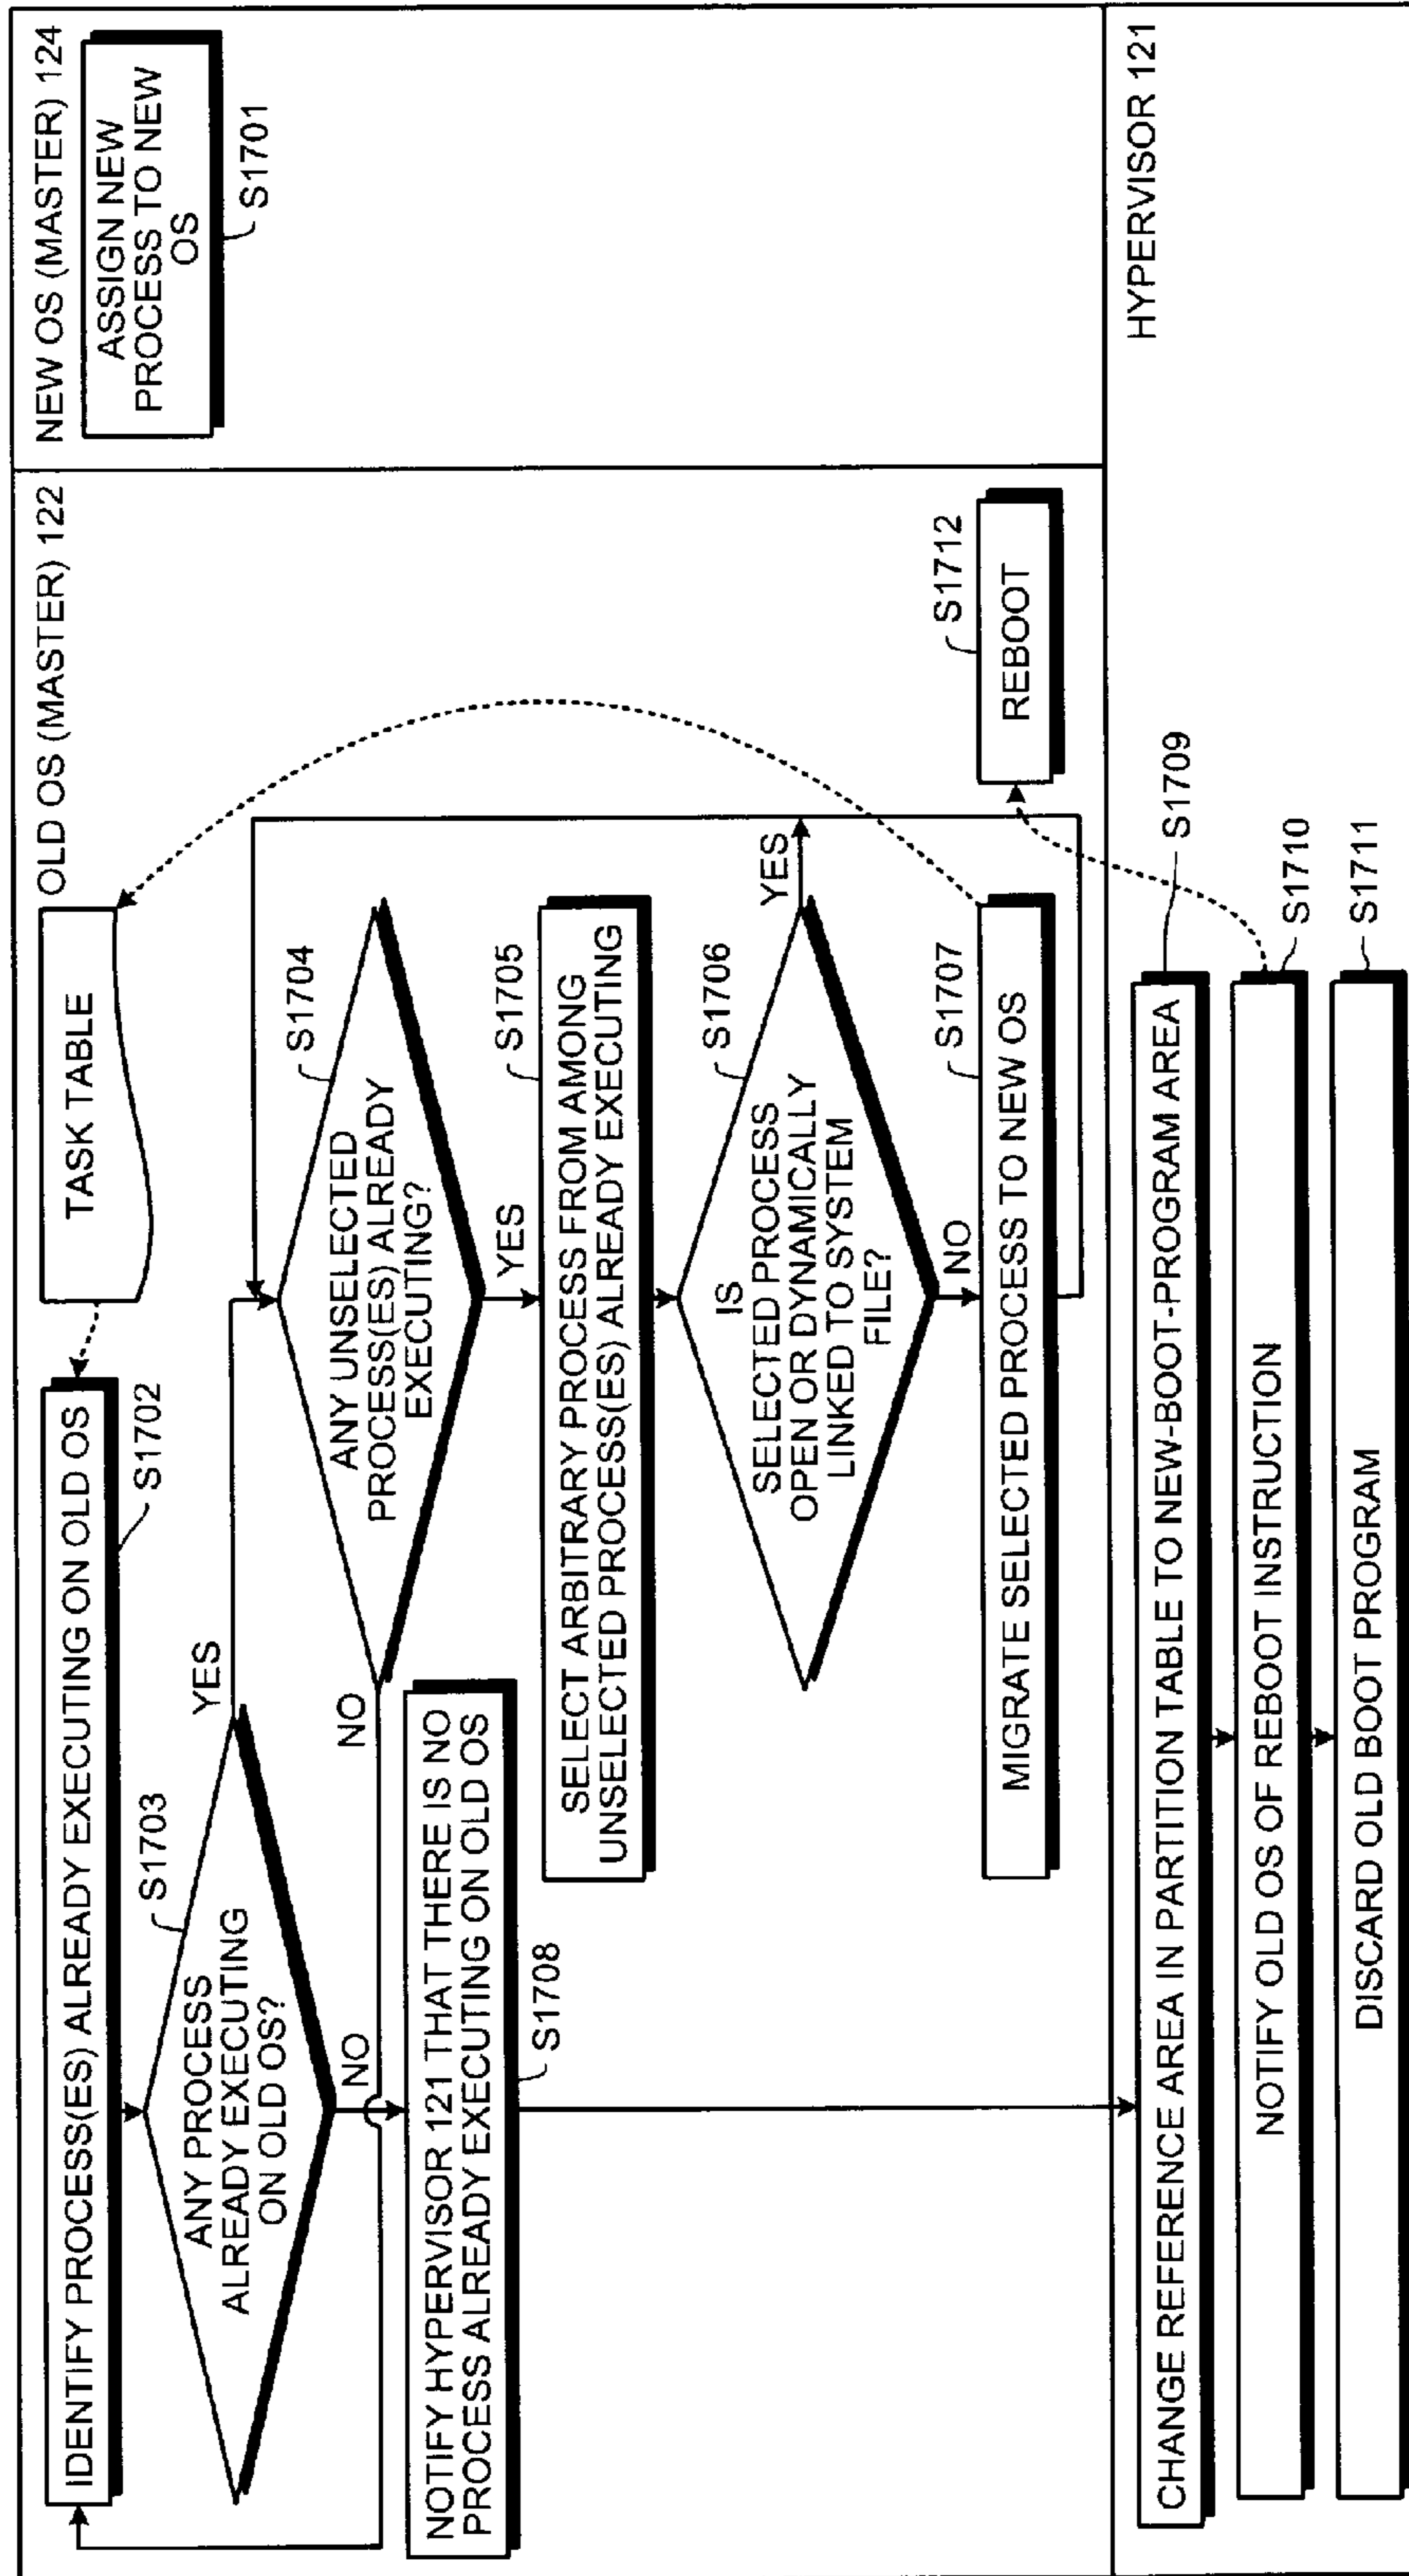 OLD OS (MASTER) 122
NEW OS (MASTER) 124
TASK TABLE
ASSIGN NEW
PROCESS TO NEW
OS
S1701
IDENTIFY PROCESS(ES) ALREADY EXECUTING ON OLD OS
S1702
S1703
ANY PROCESS
ALREADY EXECUTING
ON OLD OS?
YES
NO
S1704
ANY UNSELECTED
PROCESS(ES) ALREADY
EXECUTING?
NO
YES
S1705
SELECT ARBITRARY PROCESS FROM AMONG
UNSELECTED PROCESS(ES) ALREADY EXECUTING
S1706
IS
SELECTED PROCESS
OPEN OR DYNAMICALLY
LINKED TO SYSTEM
FILE?
YES
NO
S1707
MIGRATE SELECTED PROCESS TO NEW OS
NOTIFY HYPERVISOR 121 THAT THERE IS NO
PROCESS ALREADY EXECUTING ON OLD OS
S1708
S1712
REBOOT
HYPERVISOR 121
CHANGE REFERENCE AREA IN PARTITION TABLE TO NEW-BOOT-PROGRAM AREA
S1709
NOTIFY OLD OS OF REBOOT INSTRUCTION
S1710
DISCARD OLD BOOT PROGRAM
S1711